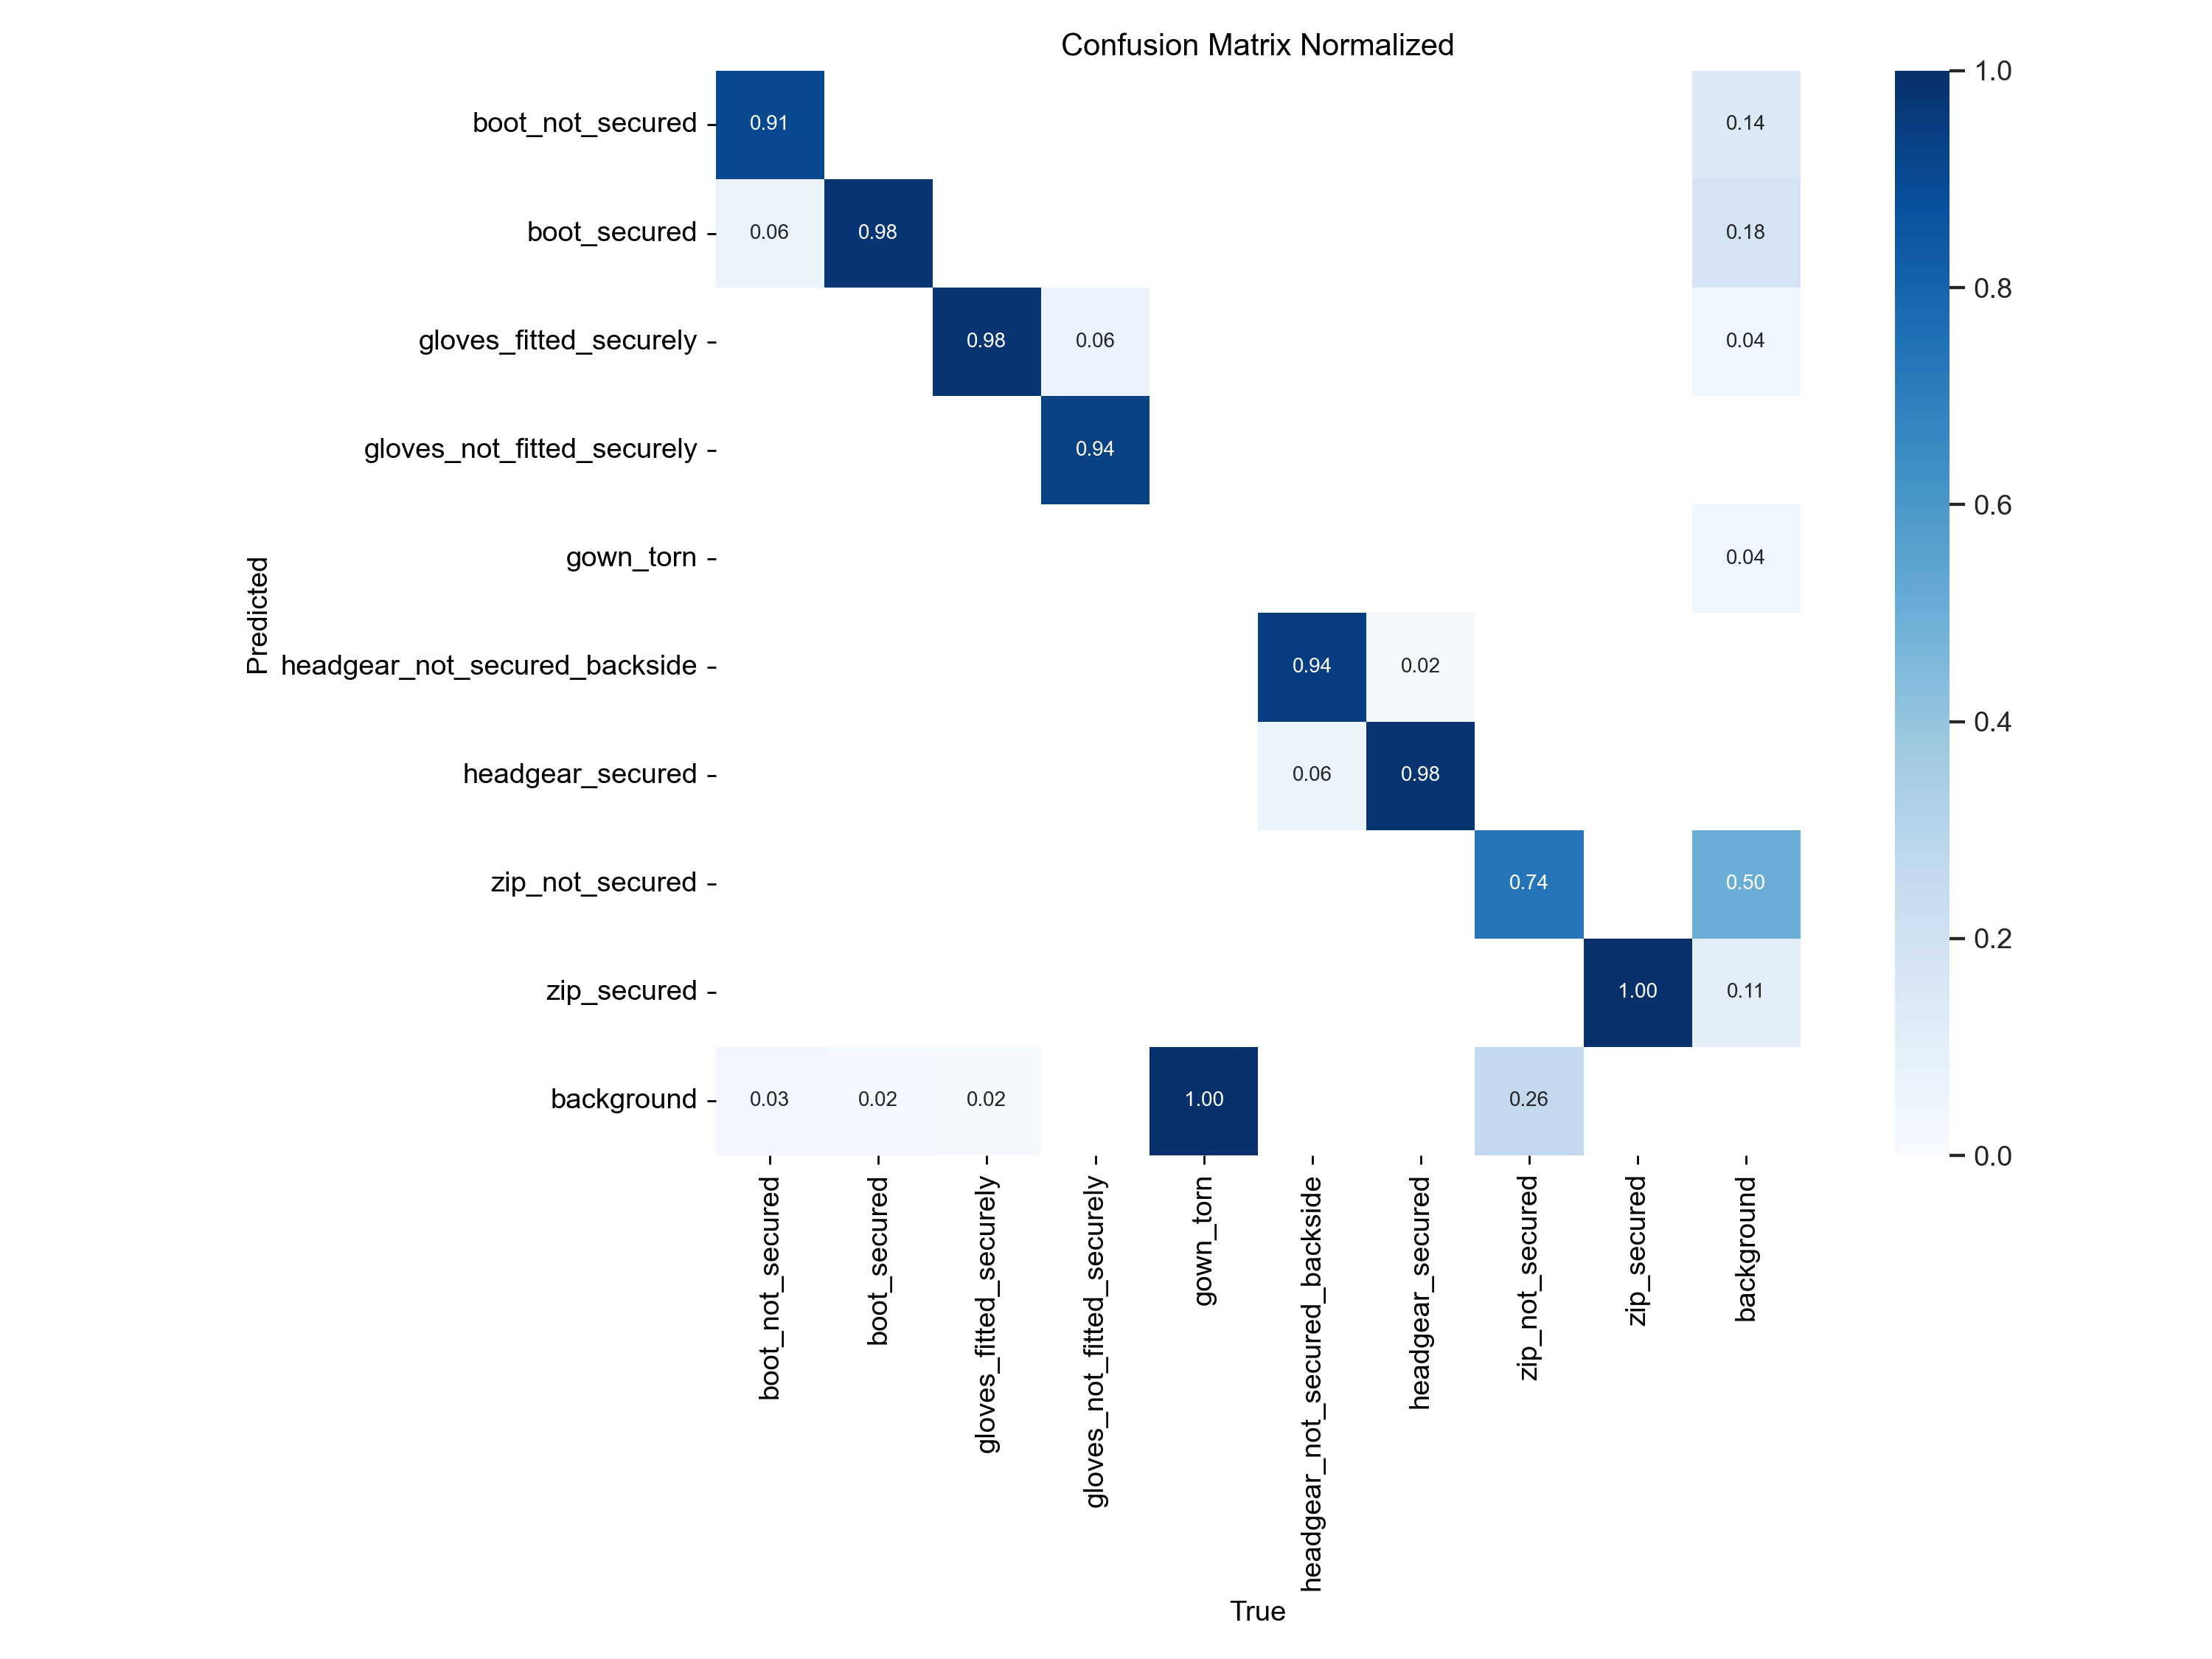 Confusion Matrix Normalized
boot_not_secured 0.91 0.14
boot_secured 0.06 0.98 0.18
gloves_fitted_securely 0.98 0.06 0.04
gloves_not_fitted_securely 0.94
gown_torn 0.04
headgear_not_secured_backside 0.94 0.02
headgear_secured 0.06 0.98
zip_not_secured 0.74 0.50
zip_secured 1.00 0.11
background 0.03 0.02 0.02 1.00 0.26
Predicted
boot_not_secured
boot_secured
gloves_fitted_securely
gloves_not_fitted_securely
gown_torn
headgear_not_secured_backside
headgear_secured
zip_not_secured
zip_secured
background
True
1.0
0.8
0.6
0.4
0.2
0.0